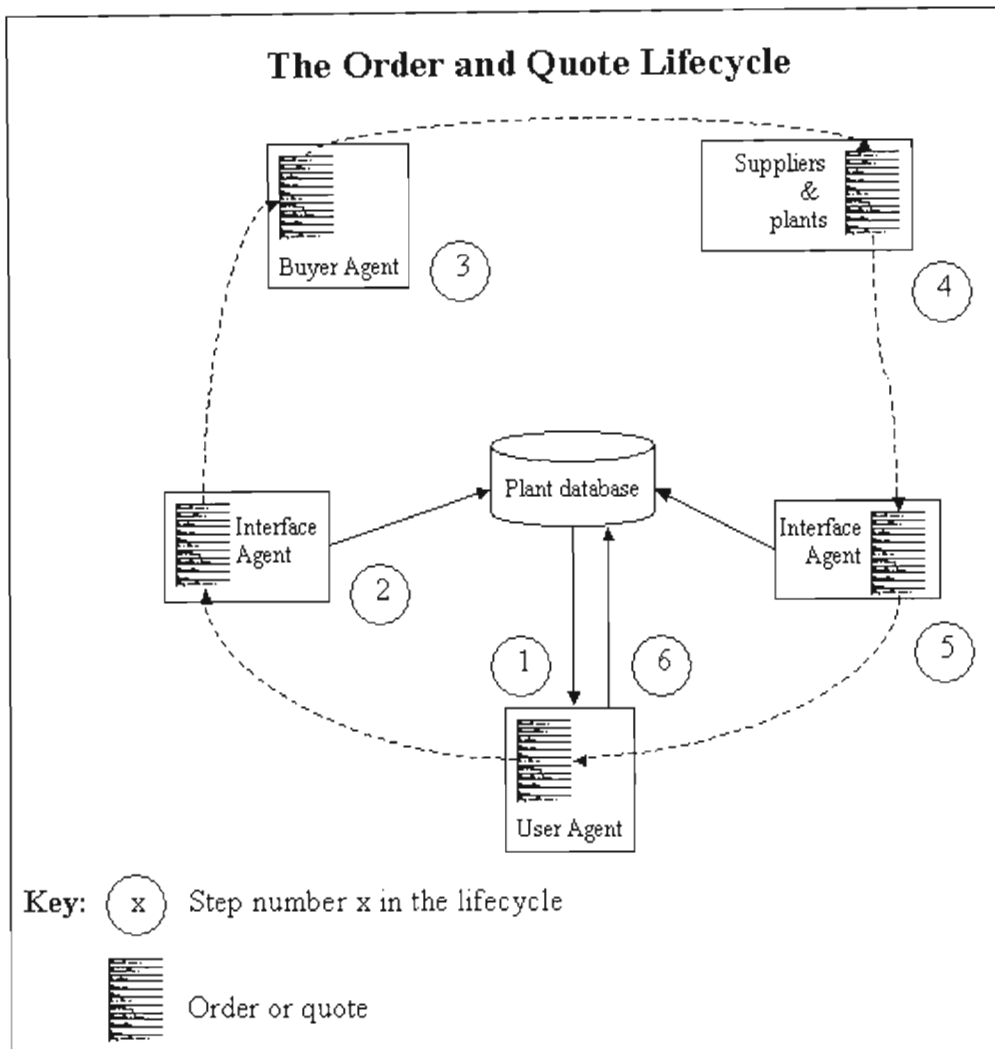 The Order and Quote Lifecycle
Suppliers
&
plants
Buyer Agent
3
4
Plant database
Interface
Agent
2
Interface
Agent
5
1
6
User Agent
Key:
x
Step number x in the lifecycle
Order or quote